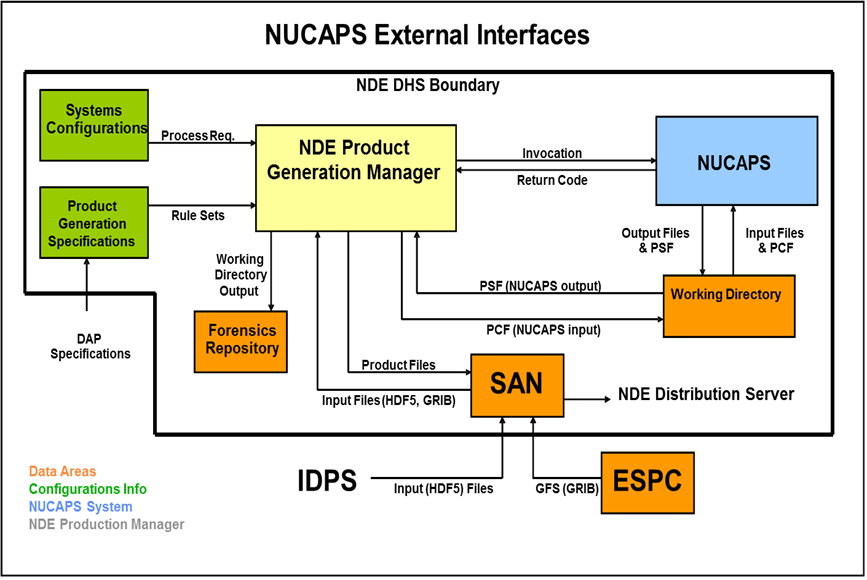 NUCAPS External Interfaces
NDE DHS Boundary
Systems
Configurations
Process Req.
NDE Product
Generation Manager
Invocation
Return Code
NUCAPS
Product
Generation
Specifications
Rule Sets
Output Files
& PSF
Input Files
& PCF
Working
Directory
Output
PSF (NUCAPS output)
Working Directory
PCF (NUCAPS input)
Forensics
Repository
DAP
Specifications
Product Files
Input Files (HDF5, GRIB)
SAN
NDE Distribution Server
IDPS
Input (HDF5) Files
GFS (GRIB)
ESPC
Data Areas
Configurations Info
NUCAPS System
NDE Production Manager